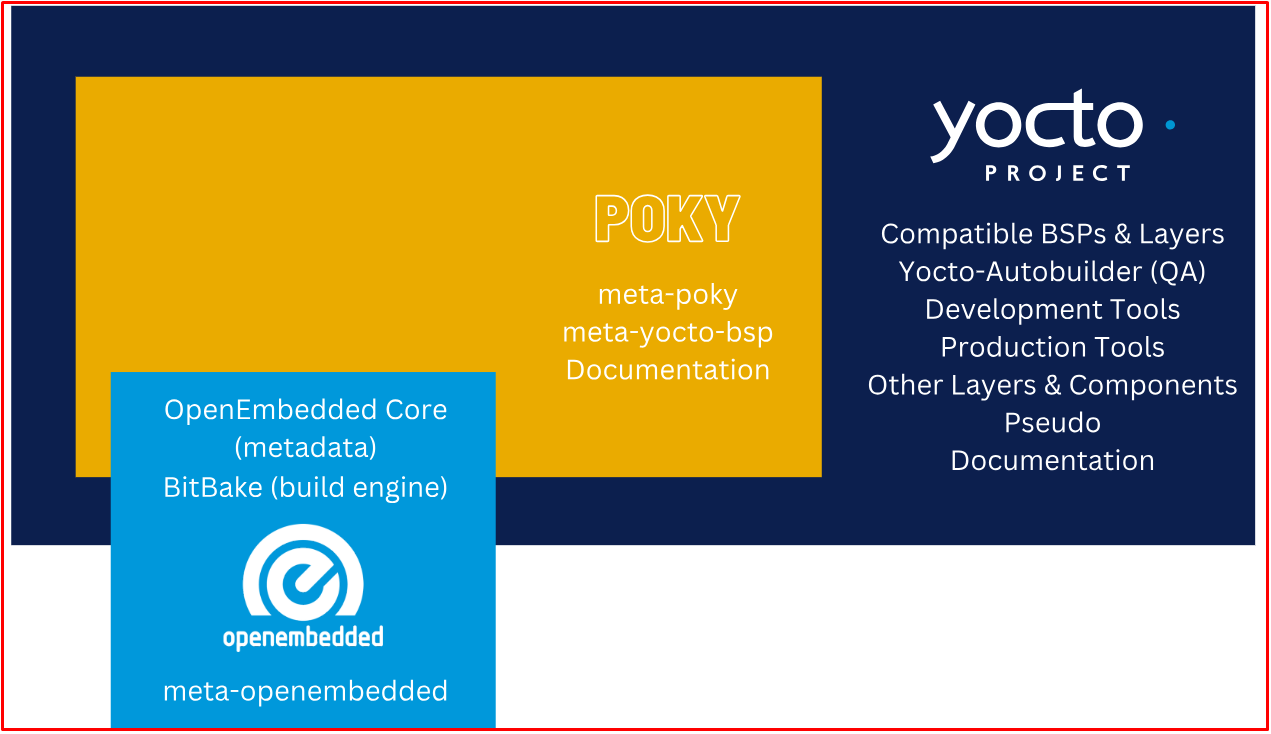 POKY
meta-poky
meta-yocto-bsp
Documentation
yocto
PROJECT
Compatible BSPs & Layers
Yocto-Autobuilder (QA)
Development Tools
Production Tools
Other Layers & Components
Pseudo
Documentation
OpenEmbedded Core
(metadata)
BitBake (build engine)
openembedded
meta-openembedded